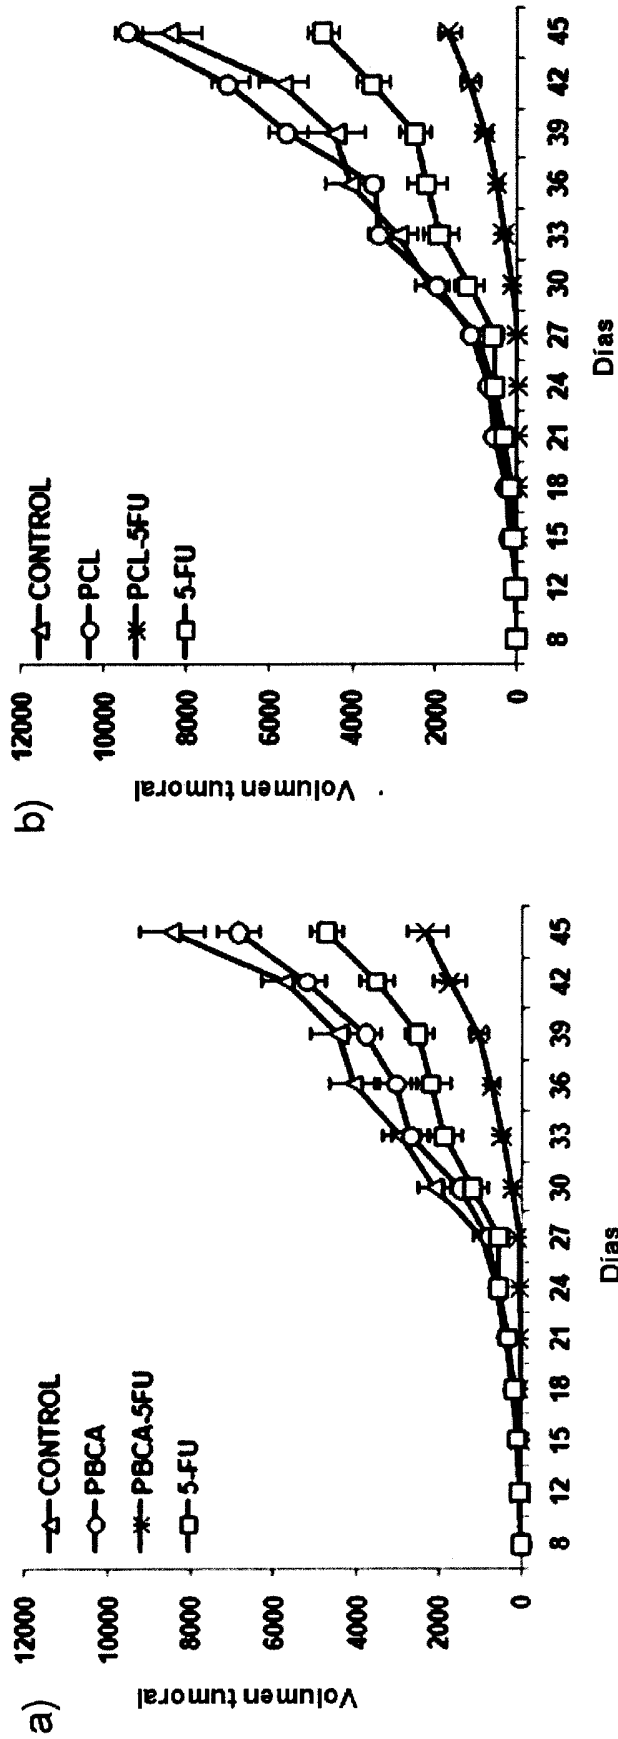 a)
Volumen tumoral
12000
10000
8000
6000
4000
2000
0
CONTROL
PBCA
PBCA-5FU
5-FU
8 12 15 18 21 24 27 30 33 36 39 42 45
Días
b)
Volumen tumoral
12000
10000
8000
6000
4000
2000
0
CONTROL
PCL
PCL-5FU
5-FU
8 12 15 18 21 24 27 30 33 36 39 42 45
Días